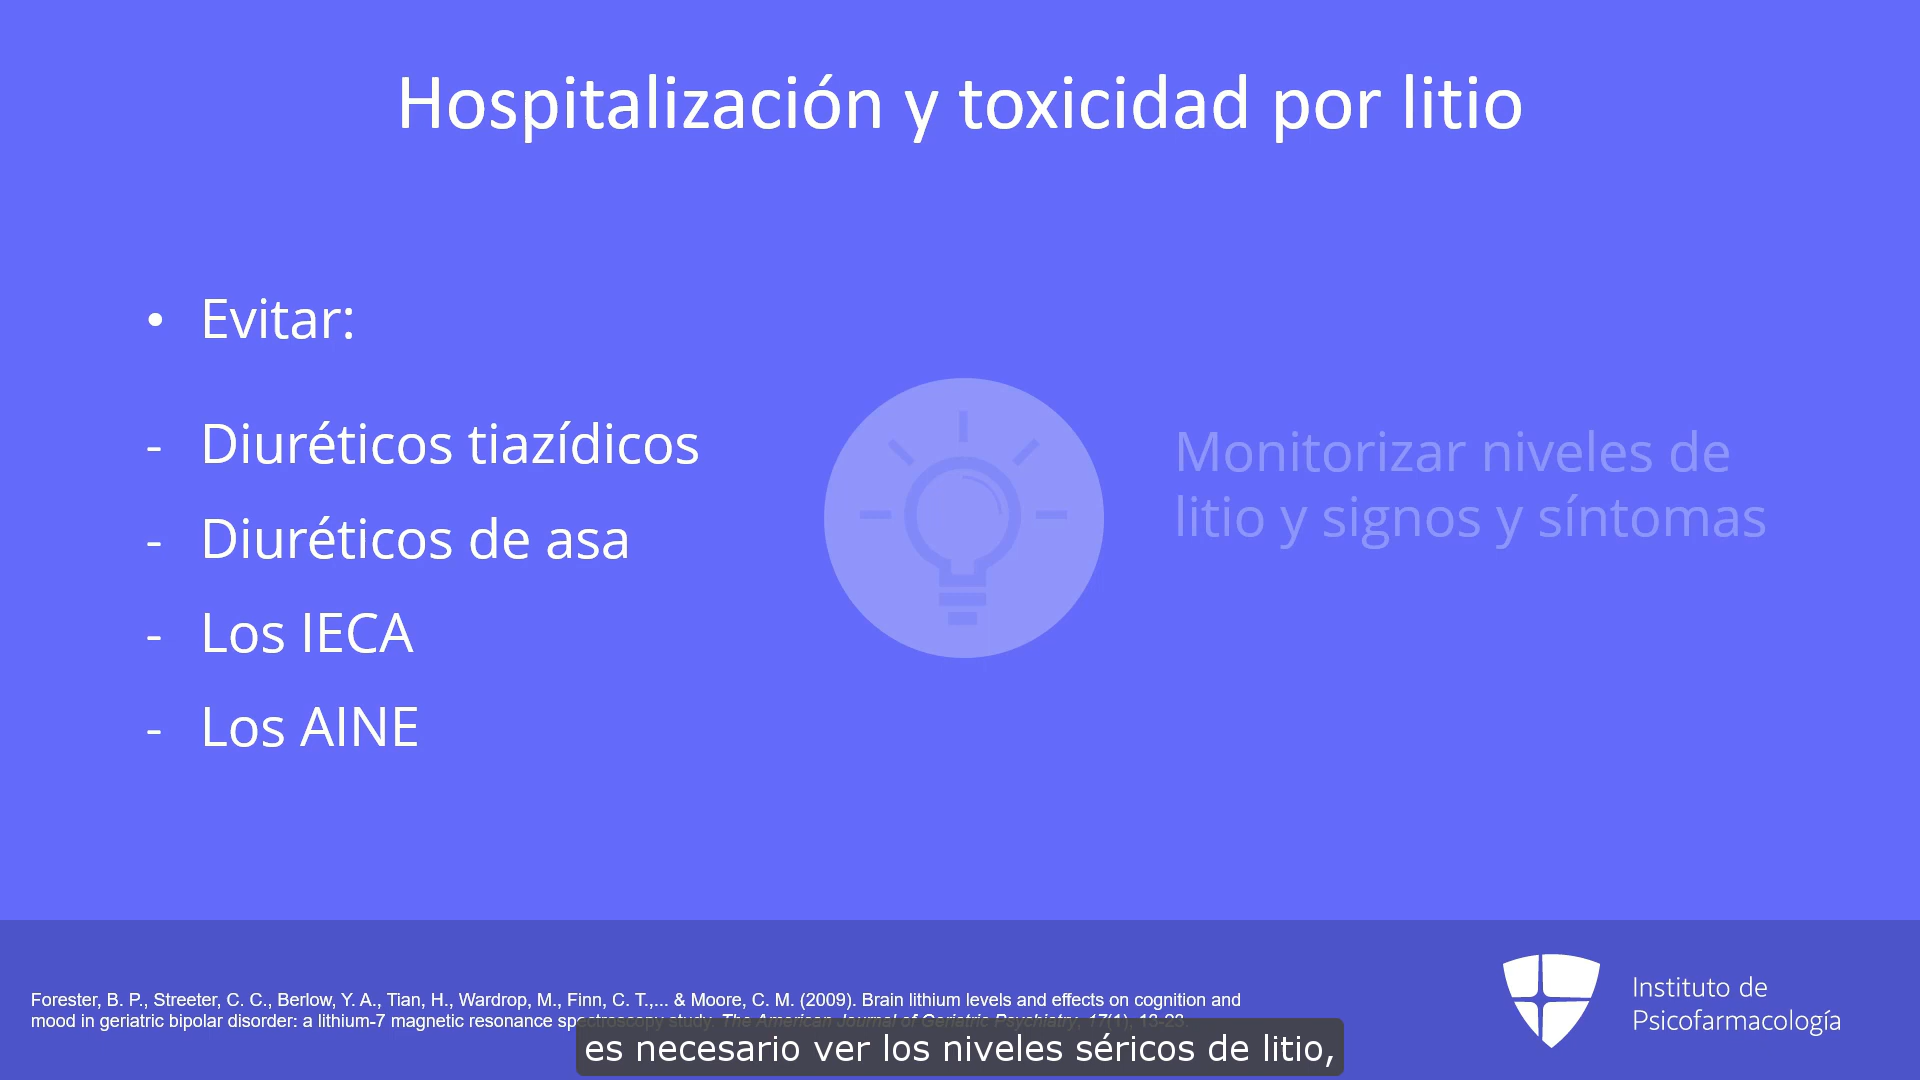 Hospitalización y toxicidad por litio
• Evitar:
- Diuréticos tiazídicos
- Diuréticos de asa
- Los IECA
- Los AINE
Monitorizar niveles de
litio y signos y síntomas
Forester, B. P., Streeter, C. C., Berlow, Y. A., Tian, H., Wardrop, M., Finn, C. T.,... & Moore, C. M. (2009). Brain lithium levels and effects on cognition and
mood in geriatric bipolar disorder: a lithium-7 magnetic resonance spectroscopy study. The American Journal of Geriatric Psychiatry, 17(1), 13-23.
es necesario ver los niveles séricos de litio,
Instituto de
Psicofarmacología